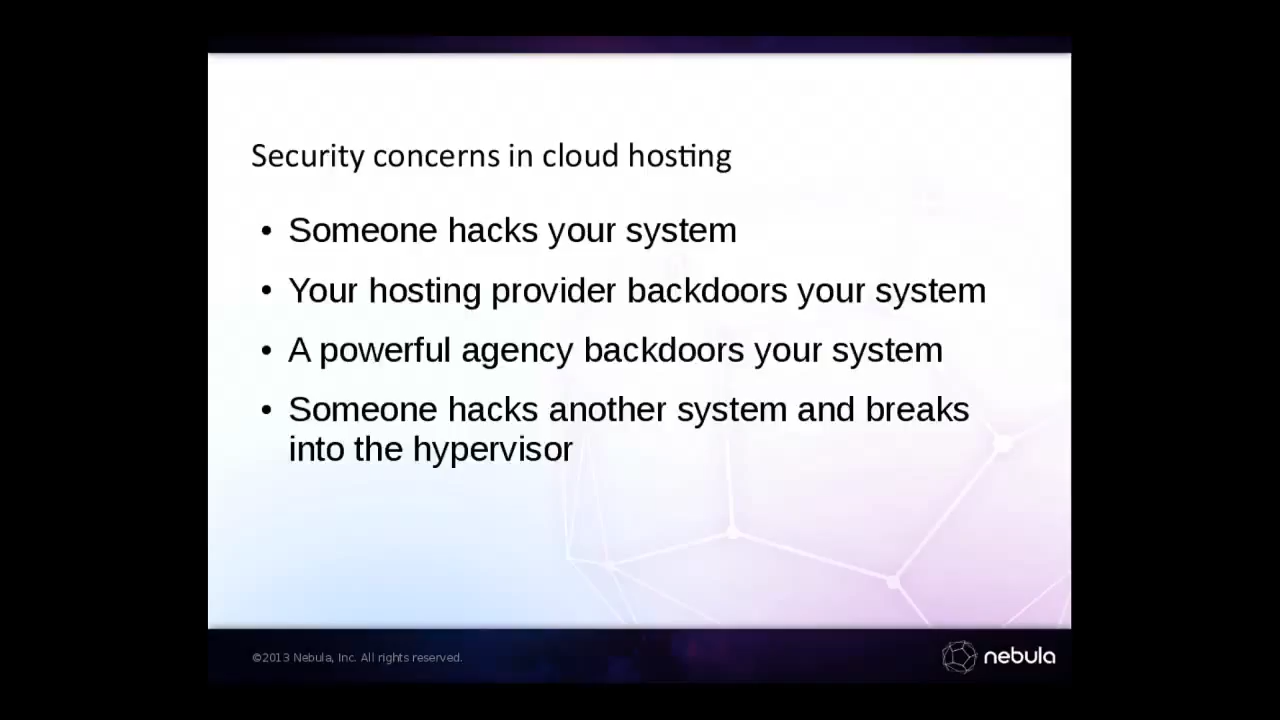 Security concerns in cloud hosting
• Someone hacks your system
• Your hosting provider backdoors your system
• A powerful agency backdoors your system
• Someone hacks another system and breaks
into the hypervisor
©2013 Nebula, Inc. All rights reserved.
nebula